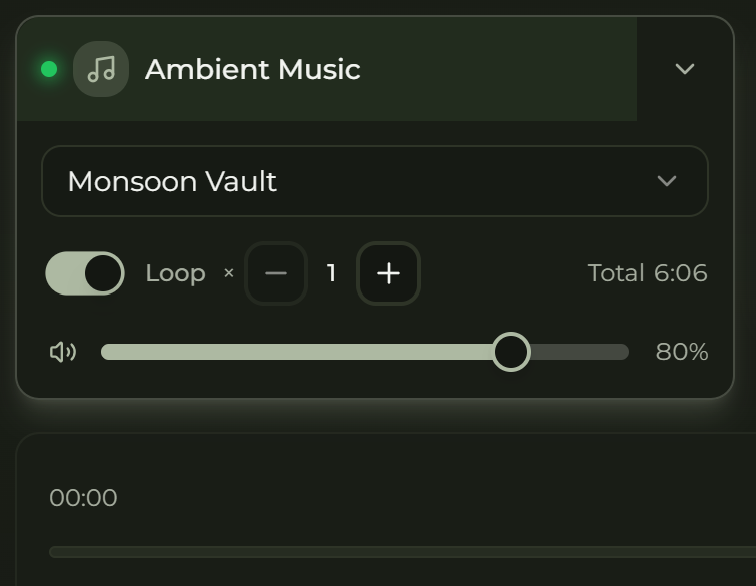 Ambient Music
Monsoon Vault
Loop × 1 Total 6:06
80%
00:00